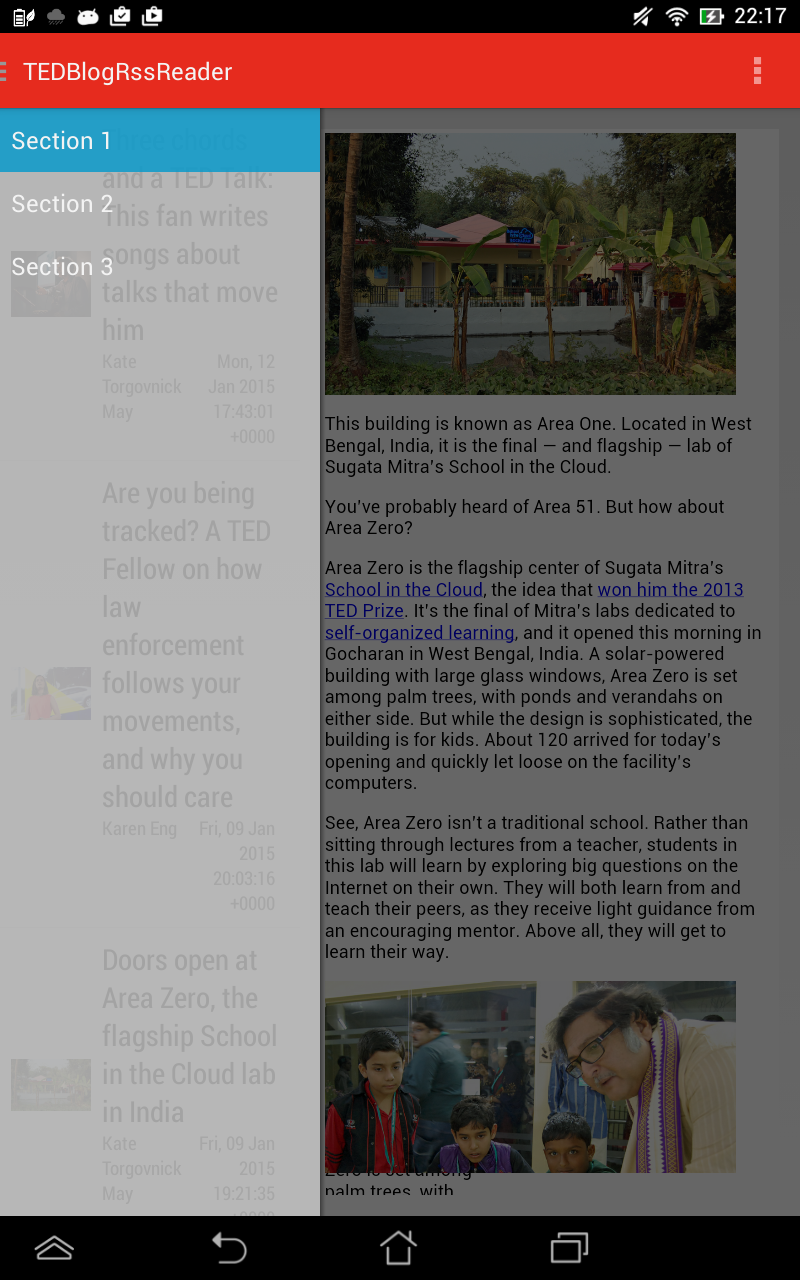 22:17
TEDBlogRssReader
Section 1
Section 2
Section 3
Three chords
and a TED Talk:
This fan writes
songs about
talks that move
him
Kate
Torgovnick
May
Mon, 12
Jan 2015
17:43:01
+0000
Are you being
tracked? A TED
Fellow on how
law
enforcement
follows your
movements,
and why you
should care
Karen Eng
Fri, 09 Jan
2015
20:03:16
+0000
Doors open at
Area Zero, the
flagship School
in the Cloud lab
in India
Kate
Torgovnick
May
Fri, 09 Jan
2015
19:21:35
+0000
This building is known as Area One. Located in West
Bengal, India, it is the final — and flagship — lab of
Sugata Mitra’s School in the Cloud.
You’ve probably heard of Area 51. But how about
Area Zero?
Area Zero is the flagship center of Sugata Mitra’s
School in the Cloud, the idea that won him the 2013
TED Prize. It’s the final of Mitra’s labs dedicated to
self-organized learning, and it opened this morning in
Gocharan in West Bengal, India. A solar-powered
building with large glass windows, Area Zero is set
among palm trees, with ponds and verandahs on
either side. But while the design is sophisticated, the
building is for kids. About 120 arrived for today’s
opening and quickly let loose on the facility’s
computers.
See, Area Zero isn’t a traditional school. Rather than
sitting through lectures from a teacher, students in
this lab will learn by exploring big questions on the
Internet on their own. They will both learn from and
teach their peers, as they receive light guidance from
an encouraging mentor. Above all, they will get to
learn their way.
Zero is set among
palm trees, with